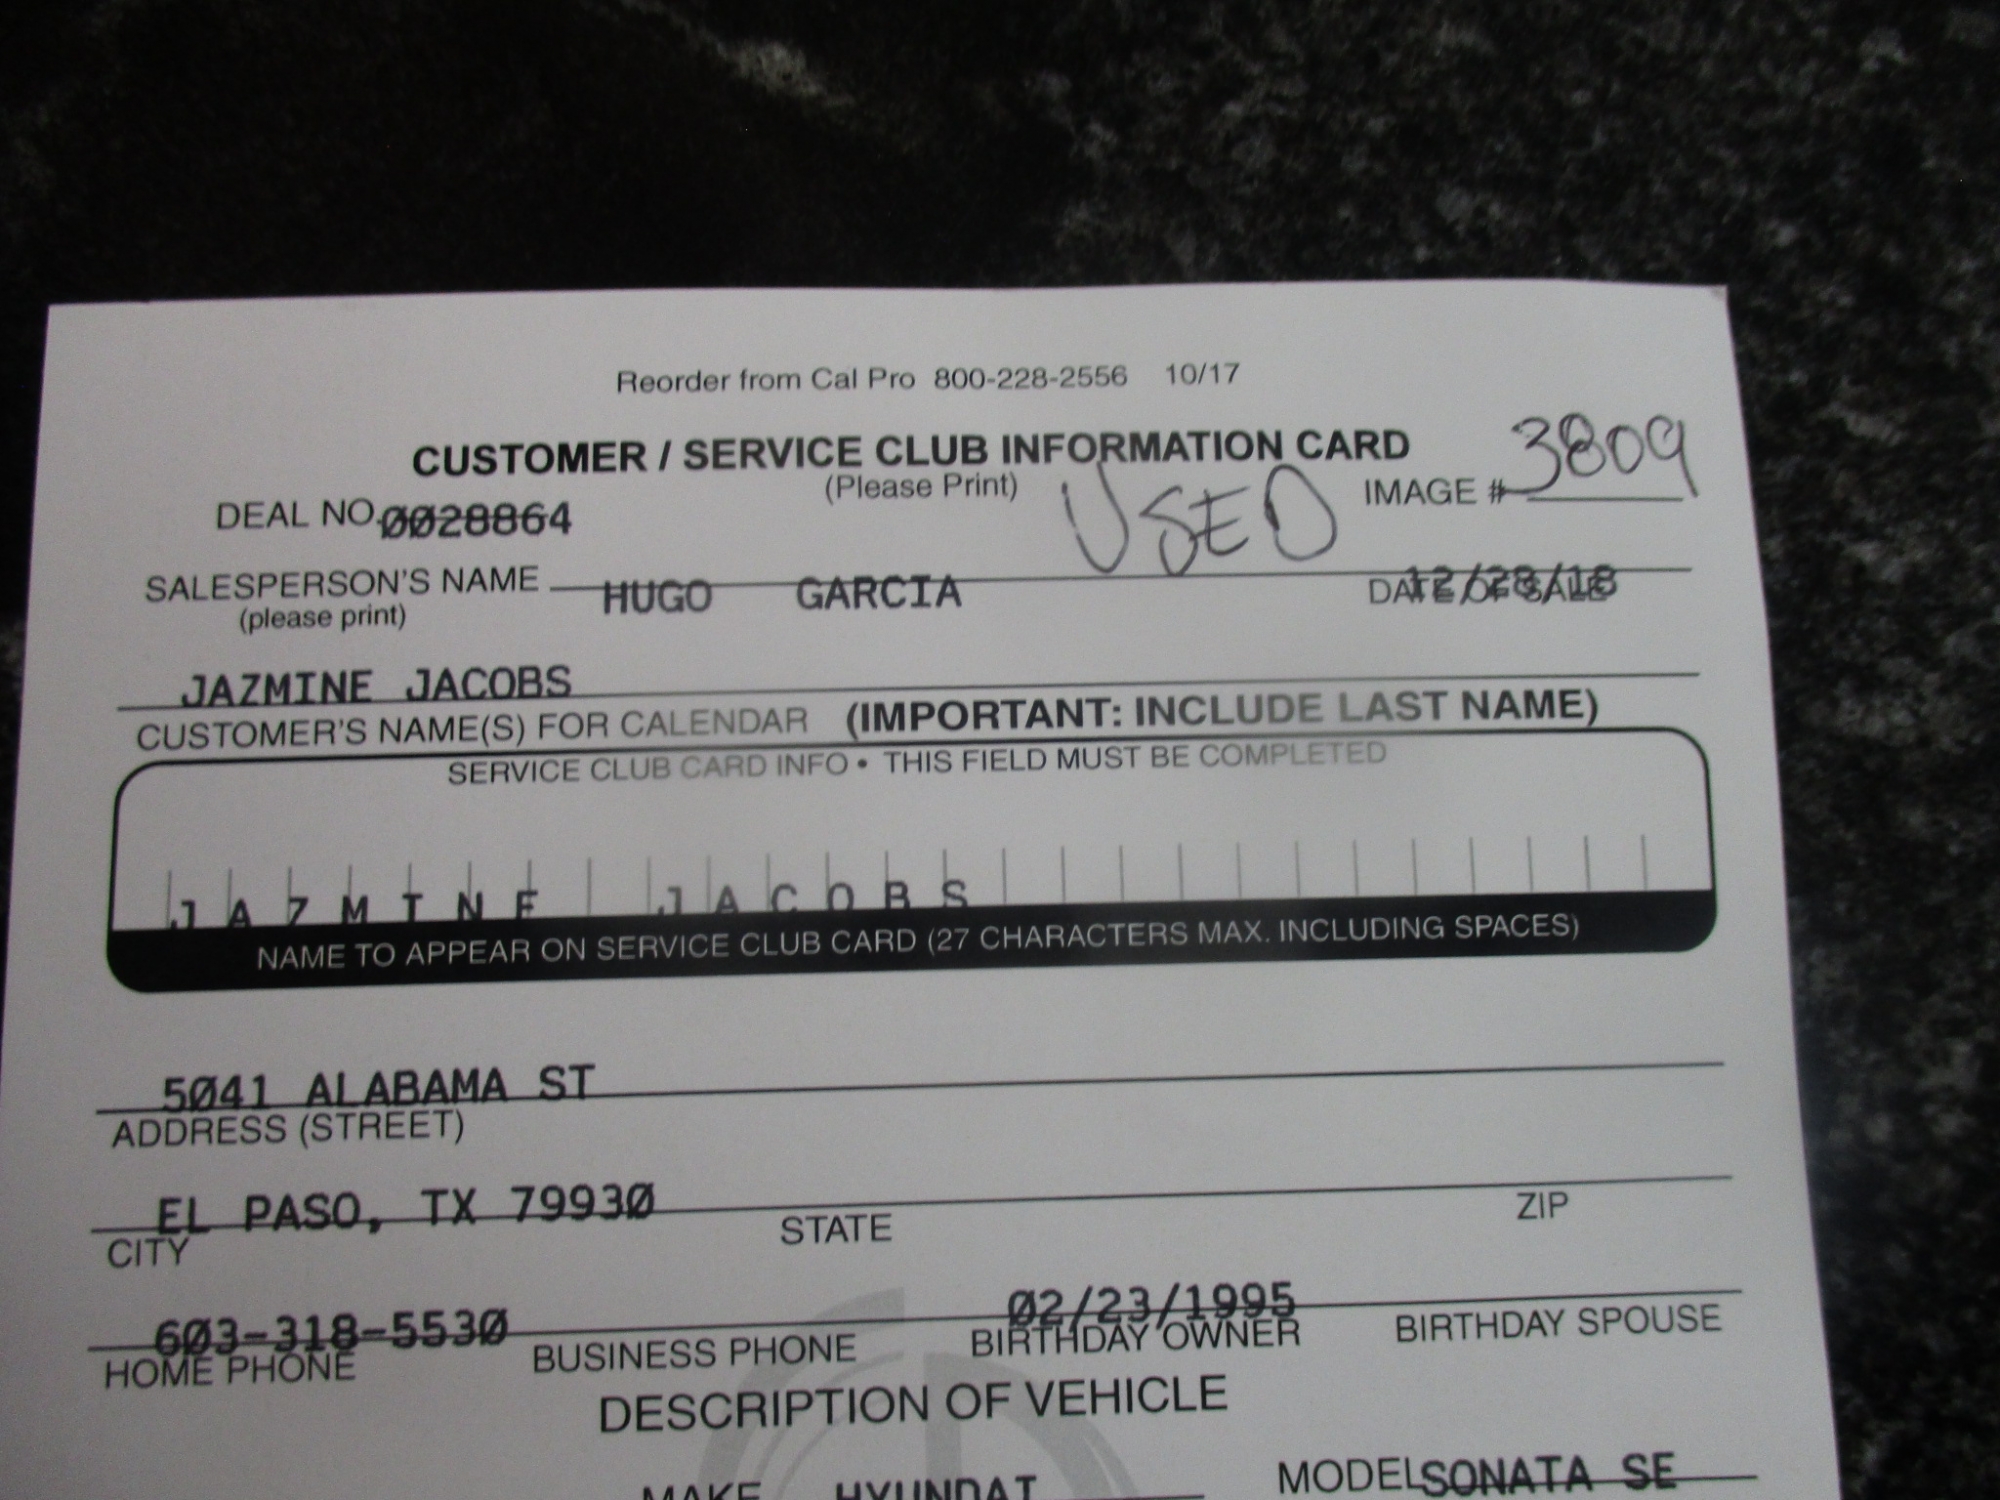 Reorder from Cal Pro 800-228-2556 10/17
CUSTOMER / SERVICE CLUB INFORMATION CARD
(Please Print)
USED
IMAGE # 3809
DEAL NO. 0028864
SALESPERSON'S NAME HUGO GARCIA
(please print)
DATE OF SALE 12/28/18
JAZMINE JACOBS
CUSTOMER'S NAME(S) FOR CALENDAR (IMPORTANT: INCLUDE LAST NAME)
SERVICE CLUB CARD INFO • THIS FIELD MUST BE COMPLETED
JAZMINE JACOBS
NAME TO APPEAR ON SERVICE CLUB CARD (27 CHARACTERS MAX. INCLUDING SPACES)
5041 ALABAMA ST
ADDRESS (STREET)
EL PASO, TX 79930
CITY STATE ZIP
603-318-5530 02/23/1995
HOME PHONE BUSINESS PHONE BIRTHDAY OWNER BIRTHDAY SPOUSE
DESCRIPTION OF VEHICLE
MAKE HYUNDAI MODEL SONATA SE